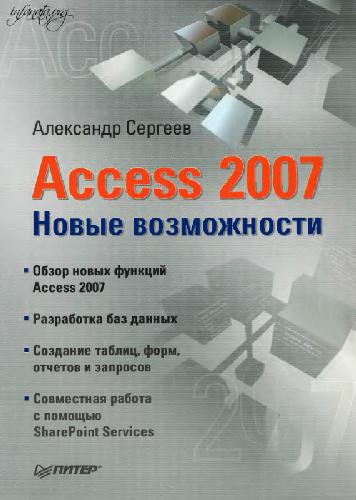 infanata.org
Александр Сергеев
Access 2007
Новые возможности
Обзор новых функций
Access 2007
Разработка баз данных
Создание таблиц, форм,
отчетов и запросов
Совместная работа
с помощью
SharePoint Services
ПИТЕР